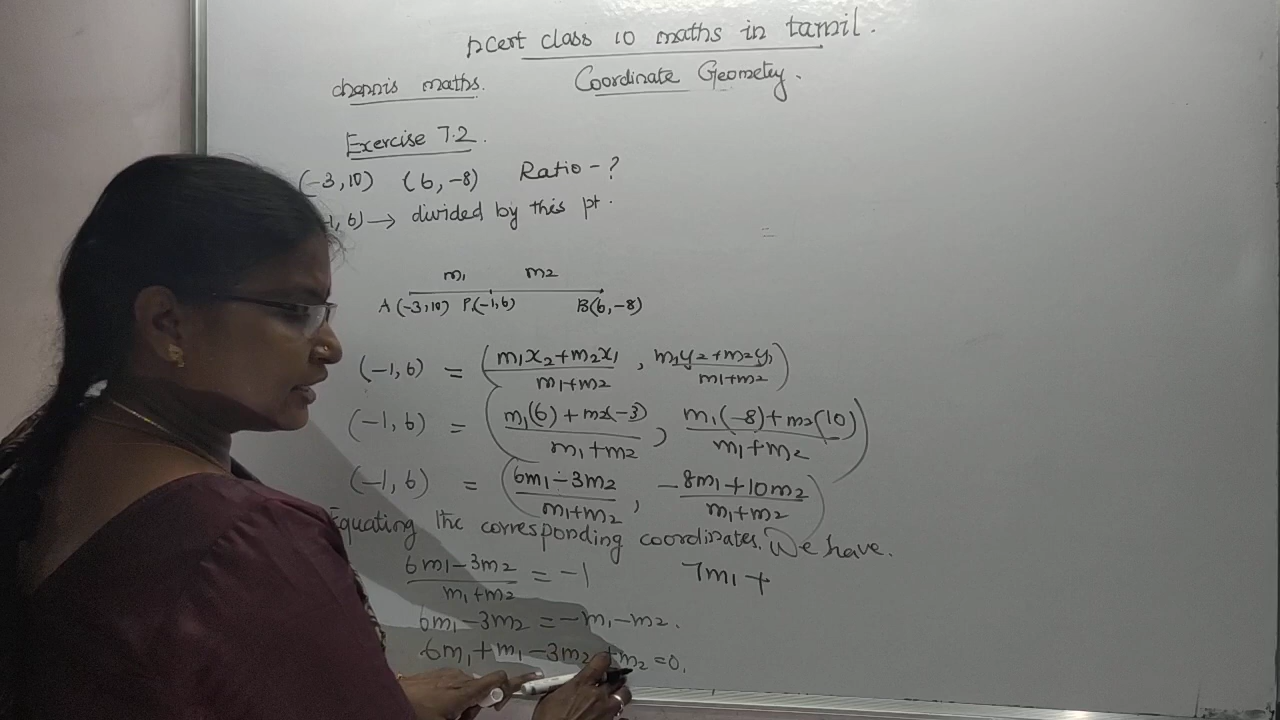 ncert class 10 maths in tamil.
chennis maths. Coordinate Geometry.
Exercise 7.2.
(-3,10) (6,-8) Ratio-?
1, 6) → divided by this pt.
=
m₁ m₂
A (-3,10) P(-1,6) B(6,-8)
(-1,6) = (m₁x₂+m₂x₁/m₁+m₂, m₁y₂+m₂y₁/m₁+m₂)
(-1,6) = (m₁(6)+m₂(-3)/m₁+m₂, m₁(-8)+m₂(10)/m₁+m₂)
(-1,6) = (6m₁-3m₂/m₁+m₂, -8m₁+10m₂/m₁+m₂)
Equating the corresponding coordinates. We have.
6m₁-3m₂/m₁+m₂ = -1 7m₁+
6m₁-3m₂ = -m₁-m₂.
6m₁+m₁-3m₂+m₂=0.